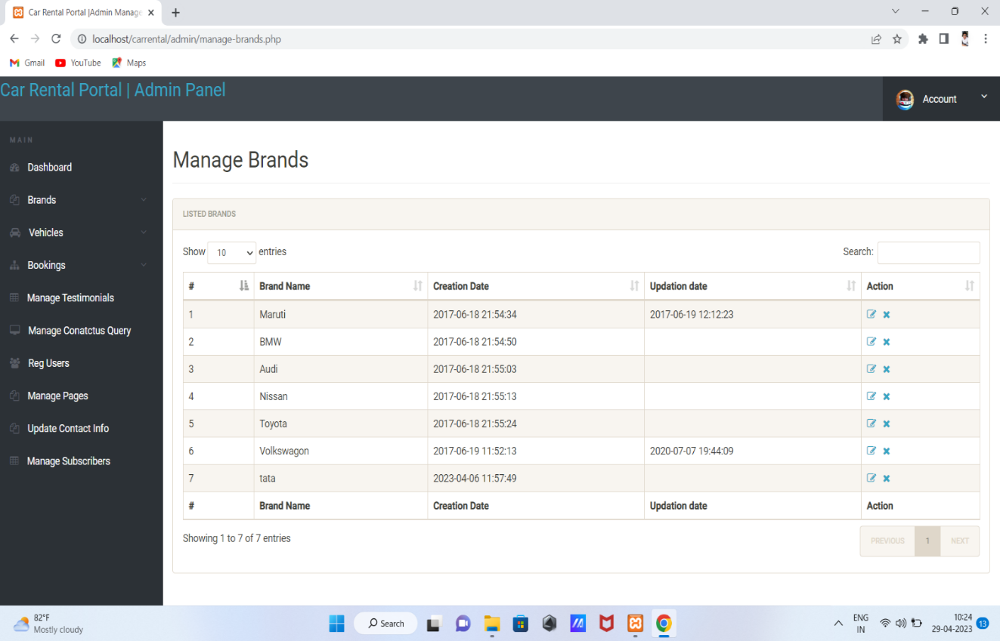 Car Rental Portal |Admin Manage
localhost/carrental/admin/manage-brands.php
Gmail YouTube Maps
Car Rental Portal | Admin Panel
Account
MAIN
Dashboard
Brands
Vehicles
Bookings
Manage Testimonials
Manage Conatctus Query
Reg Users
Manage Pages
Update Contact Info
Manage Subscribers
Manage Brands
LISTED BRANDS
Show 10 entries Search:
# Brand Name Creation Date Updation date Action
1 Maruti 2017-06-18 21:54:34 2017-06-19 12:12:23
2 BMW 2017-06-18 21:54:50
3 Audi 2017-06-18 21:55:03
4 Nissan 2017-06-18 21:55:13
5 Toyota 2017-06-18 21:55:24
6 Volkswagon 2017-06-19 11:52:13 2020-07-07 19:44:09
7 tata 2023-04-06 11:57:49
# Brand Name Creation Date Updation date Action
Showing 1 to 7 of 7 entries PREVIOUS 1 NEXT
82°F
Mostly cloudy
Search
ENG
IN
10:24
29-04-2023
13